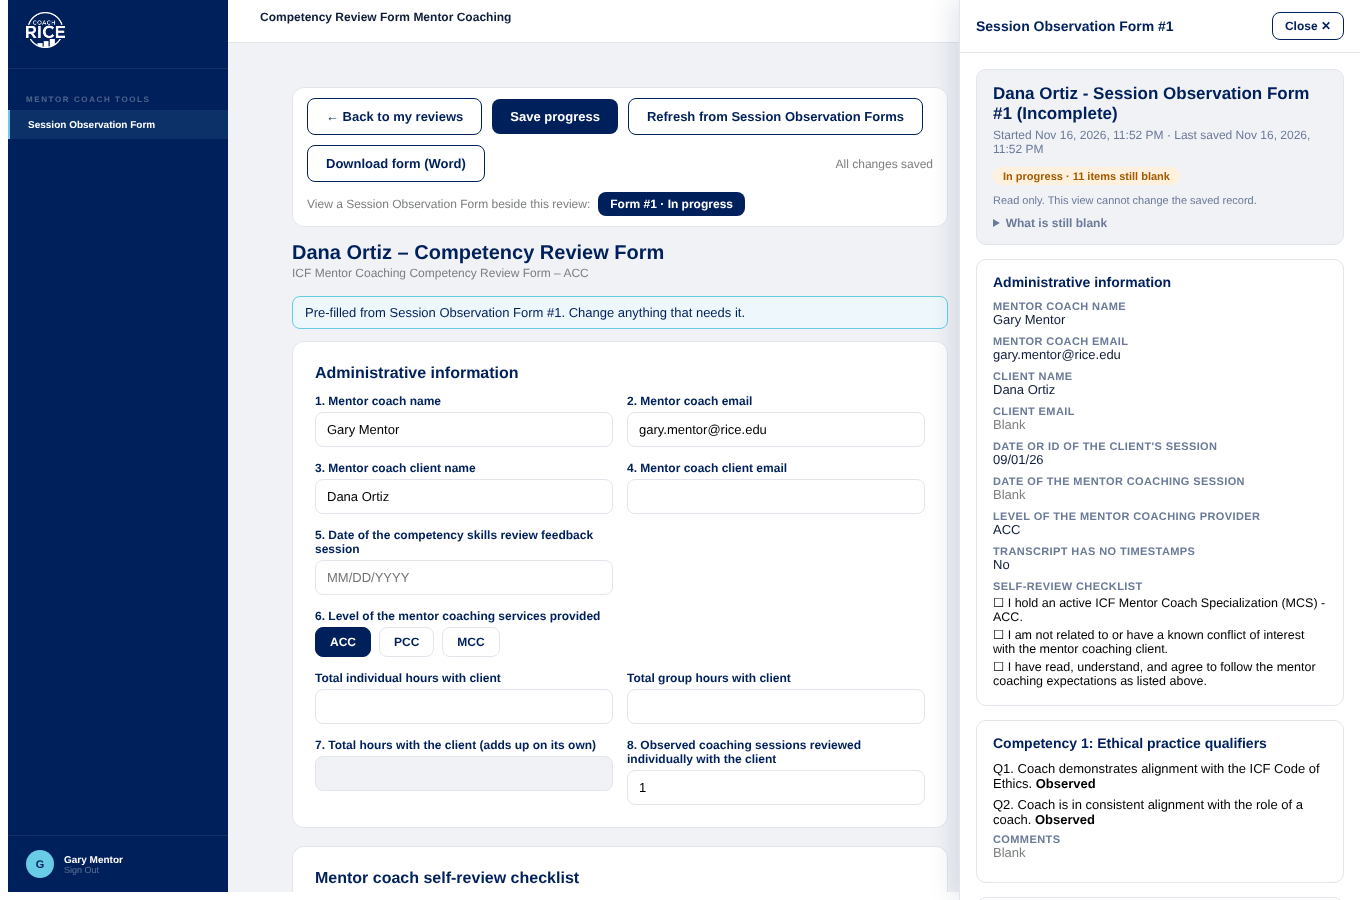 COACH
RICE
MENTOR COACH TOOLS
Session Observation Form
G
Gary Mentor
Sign Out
Competency Review Form Mentor Coaching
← Back to my reviews
Save progress
Refresh from Session Observation Forms
Download form (Word)
All changes saved
View a Session Observation Form beside this review:
Form #1 · In progress
Dana Ortiz – Competency Review Form
ICF Mentor Coaching Competency Review Form – ACC
Pre-filled from Session Observation Form #1. Change anything that needs it.
Administrative information
1. Mentor coach name
Gary Mentor
2. Mentor coach email
gary.mentor@rice.edu
3. Mentor coach client name
Dana Ortiz
4. Mentor coach client email
5. Date of the competency skills review feedback
session
MM/DD/YYYY
6. Level of the mentor coaching services provided
ACC
PCC
MCC
Total individual hours with client
Total group hours with client
7. Total hours with the client (adds up on its own)
8. Observed coaching sessions reviewed
individually with the client
1
Mentor coach self-review checklist
Session Observation Form #1
Close ✕
Dana Ortiz - Session Observation Form
#1 (Incomplete)
Started Nov 16, 2026, 11:52 PM · Last saved Nov 16, 2026,
11:52 PM
In progress · 11 items still blank
Read only. This view cannot change the saved record.
▶ What is still blank
Administrative information
MENTOR COACH NAME
Gary Mentor
MENTOR COACH EMAIL
gary.mentor@rice.edu
CLIENT NAME
Dana Ortiz
CLIENT EMAIL
Blank
DATE OR ID OF THE CLIENT'S SESSION
09/01/26
DATE OF THE MENTOR COACHING SESSION
Blank
LEVEL OF THE MENTOR COACHING PROVIDER
ACC
TRANSCRIPT HAS NO TIMESTAMPS
No
SELF-REVIEW CHECKLIST
☐ I hold an active ICF Mentor Coach Specialization (MCS) -
ACC.
☐ I am not related to or have a known conflict of interest
with the mentor coaching client.
☐ I have read, understand, and agree to follow the mentor
coaching expectations as listed above.
Competency 1: Ethical practice qualifiers
Q1. Coach demonstrates alignment with the ICF Code of
Ethics. Observed
Q2. Coach is in consistent alignment with the role of a
coach. Observed
COMMENTS
Blank